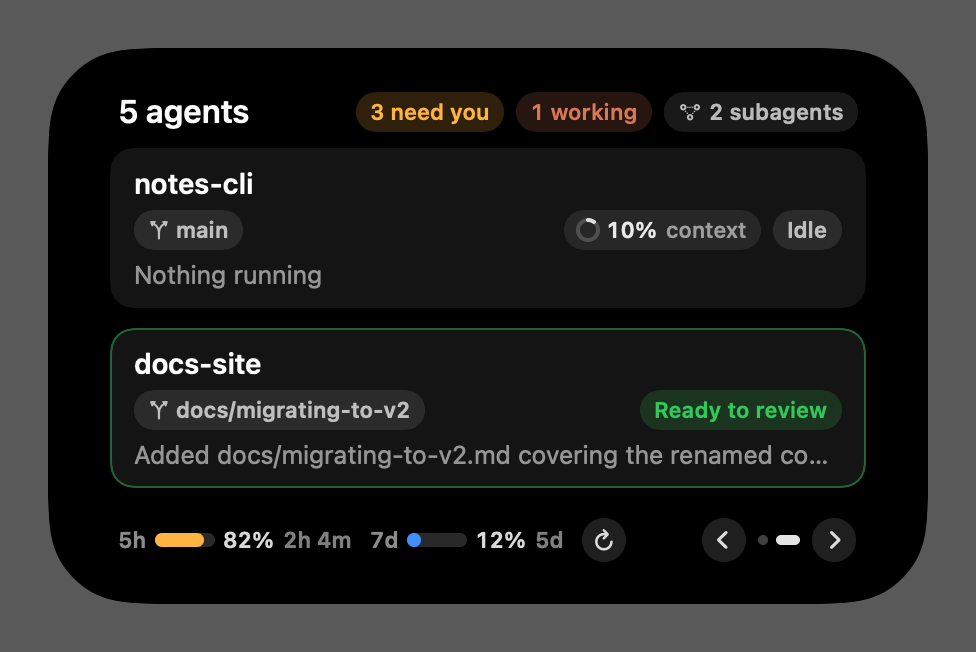 5 agents 3 need you 1 working 2 subagents
notes-cli
main 10% context Idle
Nothing running
docs-site
docs/migrating-to-v2 Ready to review
Added docs/migrating-to-v2.md covering the renamed co...
5h 82% 2h 4m 7d 12% 5d